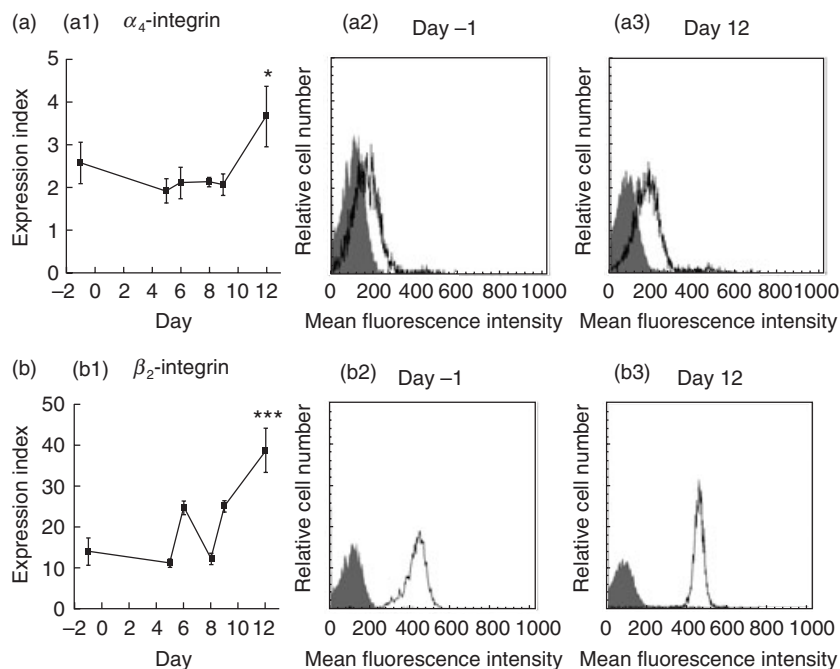 (a) (a1) α4-integrin (a2) Day –1 (a3) Day 12
5
4
3
2
1
0
*
Expression index
–2 0 2 4 6 8 10 12
Day
Relative cell number
0 200 400 600 800 1000
Mean fluorescence intensity
Relative cell number
0 200 400 600 800 1000
Mean fluorescence intensity
(b) (b1) β2-integrin (b2) Day –1 (b3) Day 12
50
40
30
20
10
0
***
Expression index
–2 0 2 4 6 8 10 12
Day
Relative cell number
0 200 400 600 800 1000
Mean fluorescence intensity
Relative cell number
0 200 400 600 800 1000
Mean fluorescence intensity